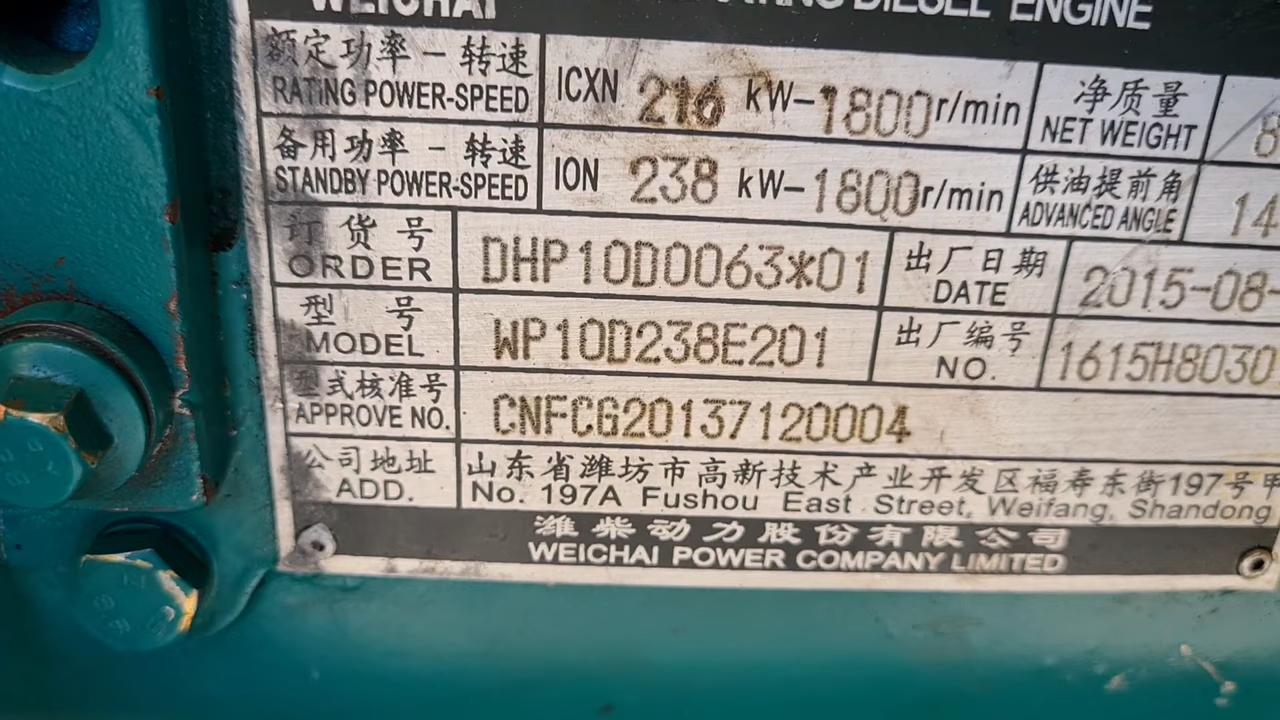 WEICHAI DIESEL ENGINE
额定功率 - 转速 ICXN 216 kW-1800r/min 净质量 8
RATING POWER-SPEED NET WEIGHT
备用功率 - 转速 ION 238 kW-1800r/min 供油提前角 14
STANDBY POWER-SPEED ADVANCED ANGLE
订货号 DHP10D0063*01 出厂日期 2015-08-
ORDER DATE
型号 WP10D238E201 出厂编号 1615H8030
MODEL NO.
型式核准号 CNFCG20137120004
APPROVE NO.
公司地址 山东省潍坊市高新技术产业开发区福寿东街197号甲
ADD. No. 197A Fushou East Street, Weifang, Shandong
潍柴动力股份有限公司
WEICHAI POWER COMPANY LIMITED